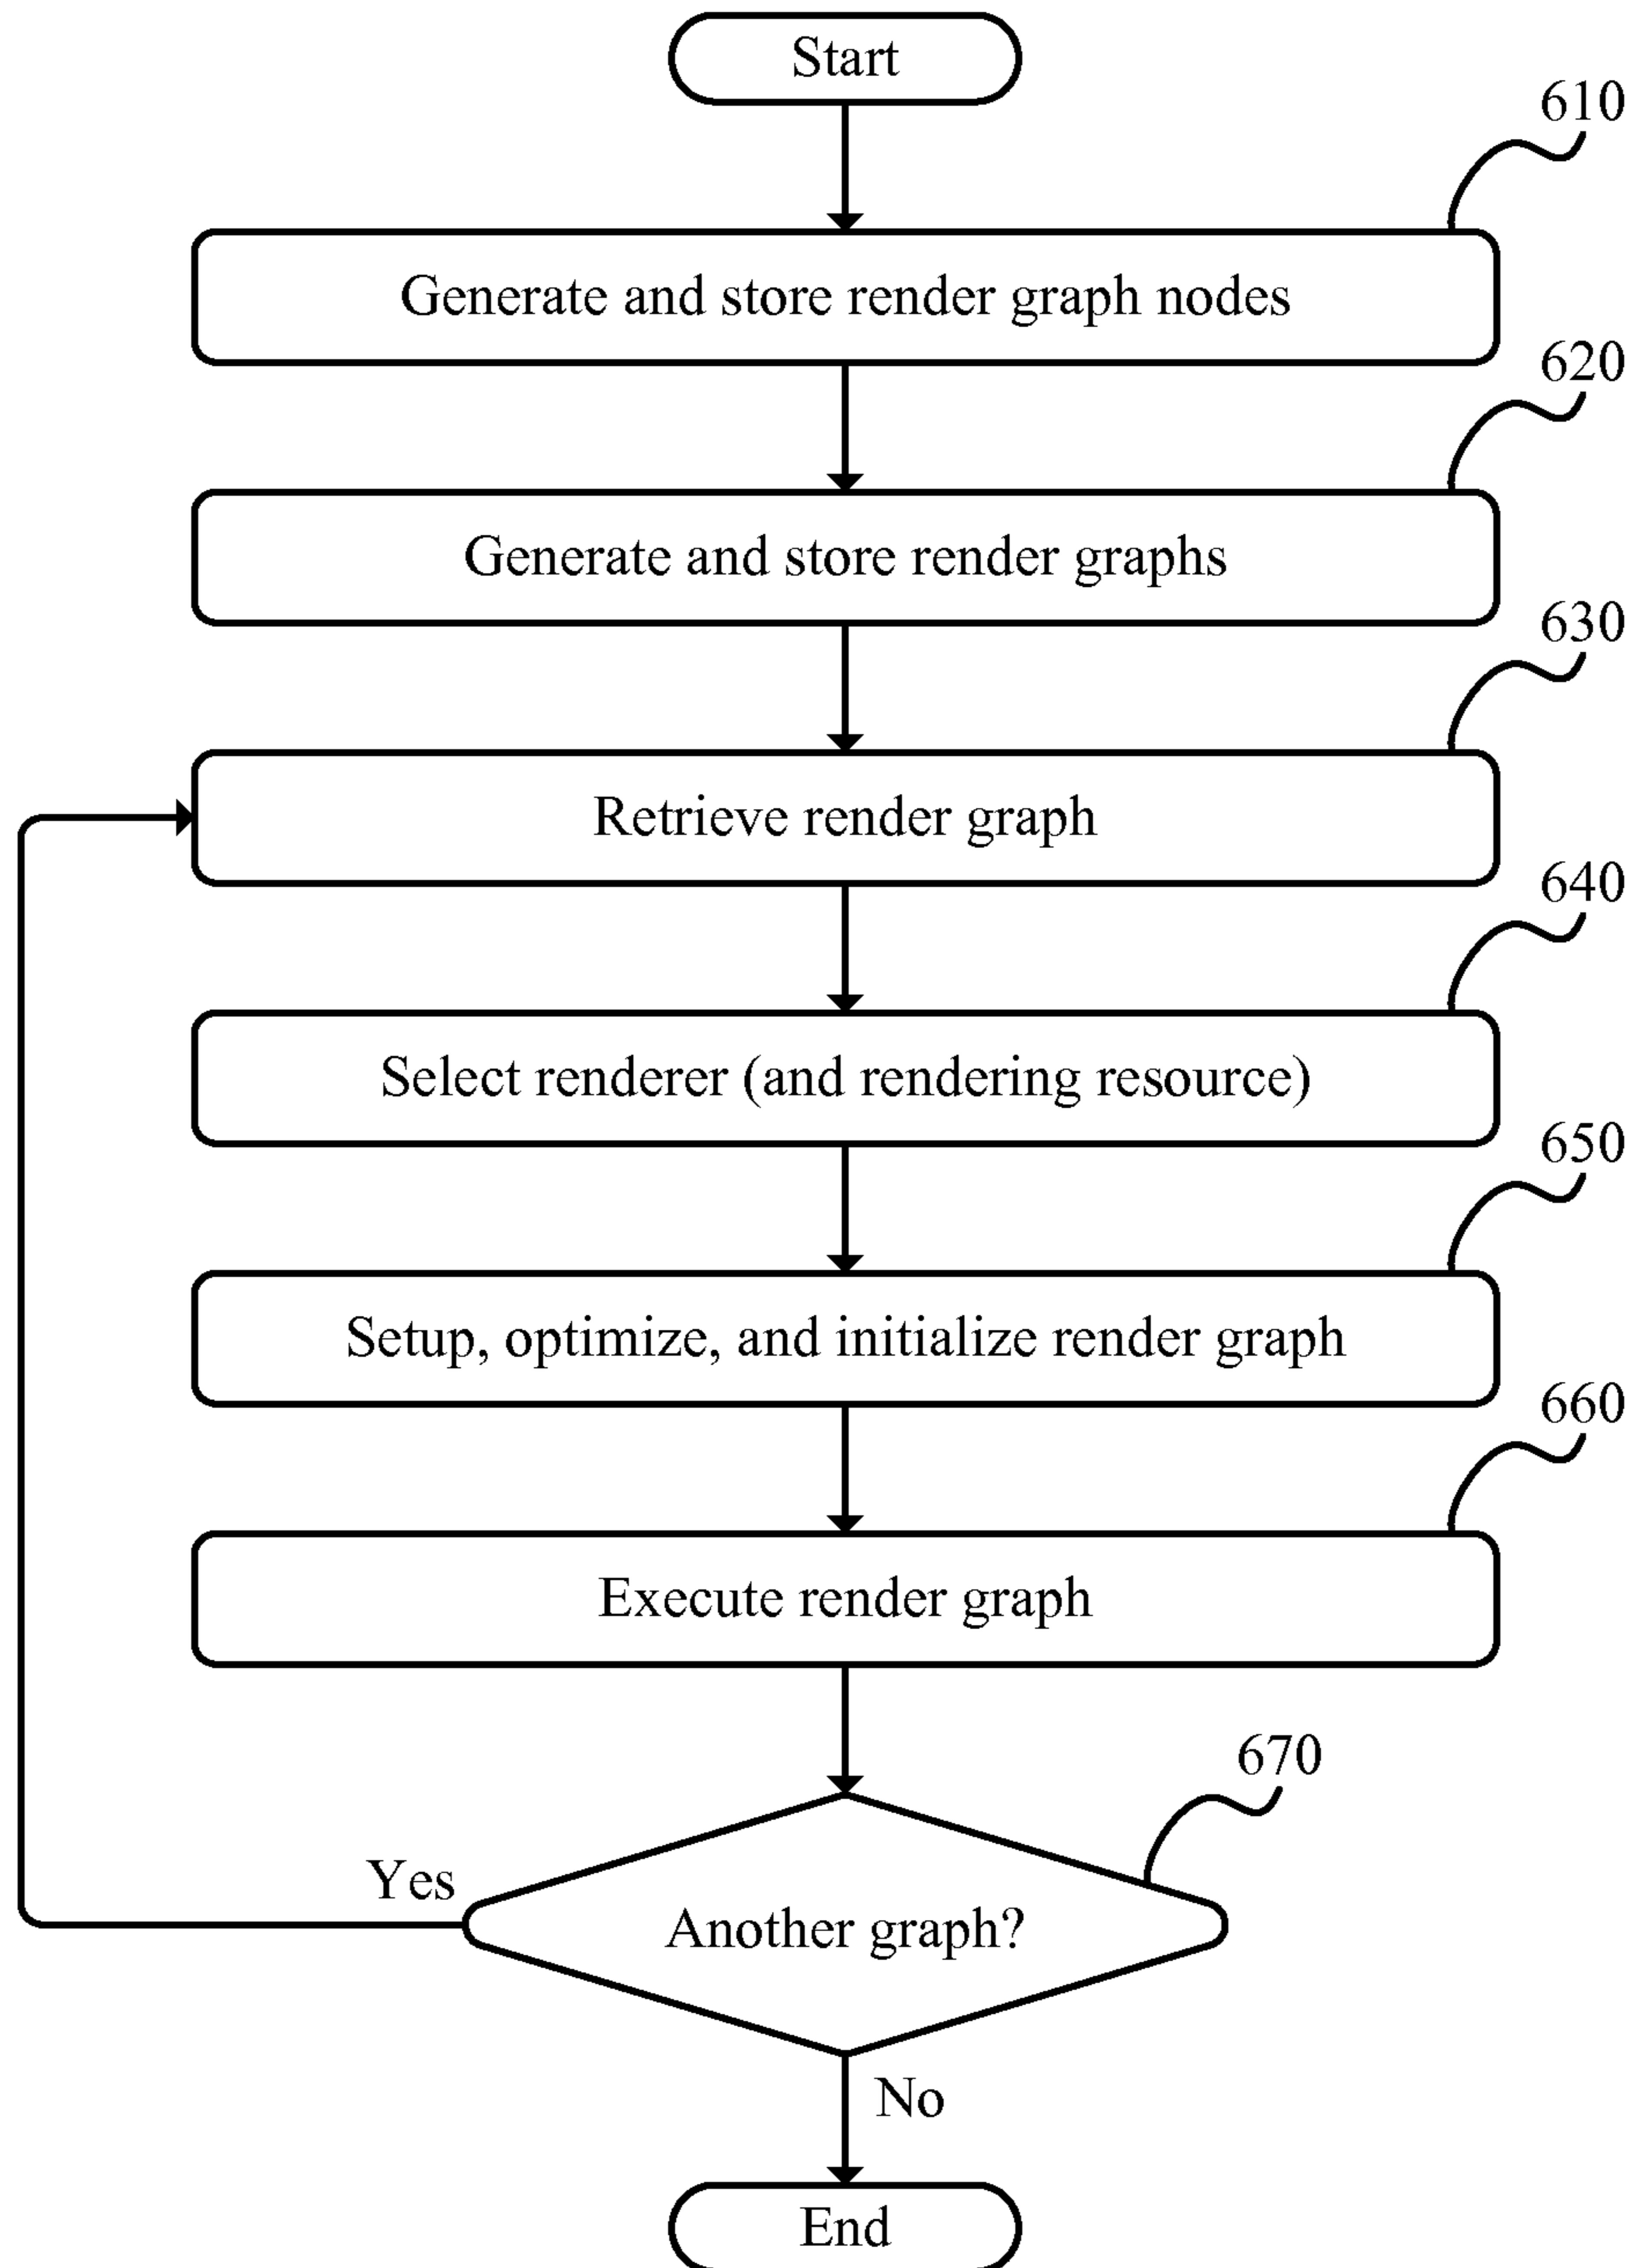 Start
610
Generate and store render graph nodes
620
Generate and store render graphs
630
Retrieve render graph
640
Select renderer (and rendering resource)
650
Setup, optimize, and initialize render graph
660
Execute render graph
670
Yes
Another graph?
No
End